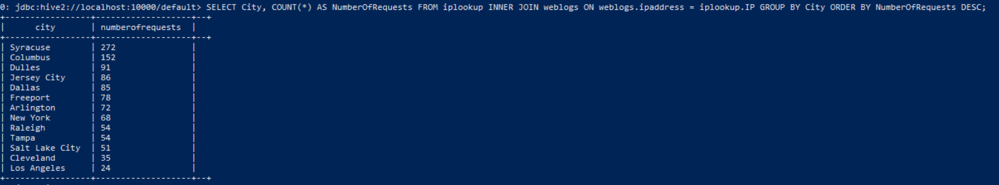 0: jdbc:hive2://localhost:10000/default> SELECT City, COUNT(*) AS NumberOfRequests FROM iplookup INNER JOIN weblogs ON weblogs.ipaddress = iplookup.IP GROUP BY City ORDER BY NumberOfRequests DESC;
+-----------------+-------------------+--+
|      city       | numberofrequests  |
+-----------------+-------------------+--+
| Syracuse        | 272               |
| Columbus        | 152               |
| Dulles          | 91                |
| Jersey City     | 86                |
| Dallas          | 85                |
| Freeport        | 78                |
| Arlington       | 72                |
| New York        | 68                |
| Raleigh         | 54                |
| Tampa           | 54                |
| Salt Lake City  | 51                |
| Cleveland       | 35                |
| Los Angeles     | 24                |
+-----------------+-------------------+--+